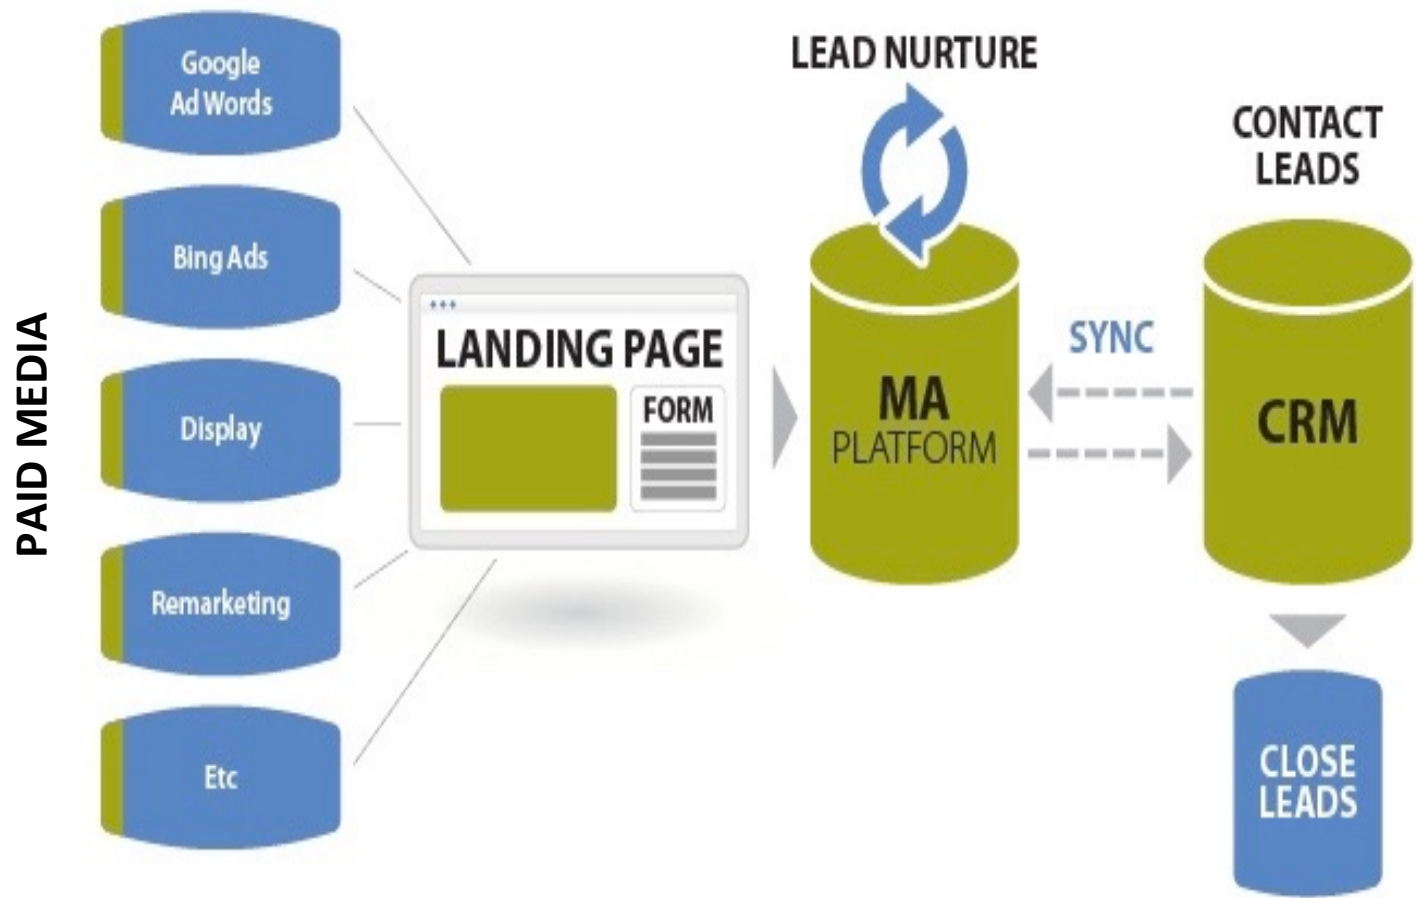 PAID MEDIA
Google
Ad Words
Bing Ads
Display
Remarketing
Etc
LANDING PAGE
FORM
LEAD NURTURE
MA
PLATFORM
SYNC
CONTACT
LEADS
CRM
CLOSE
LEADS